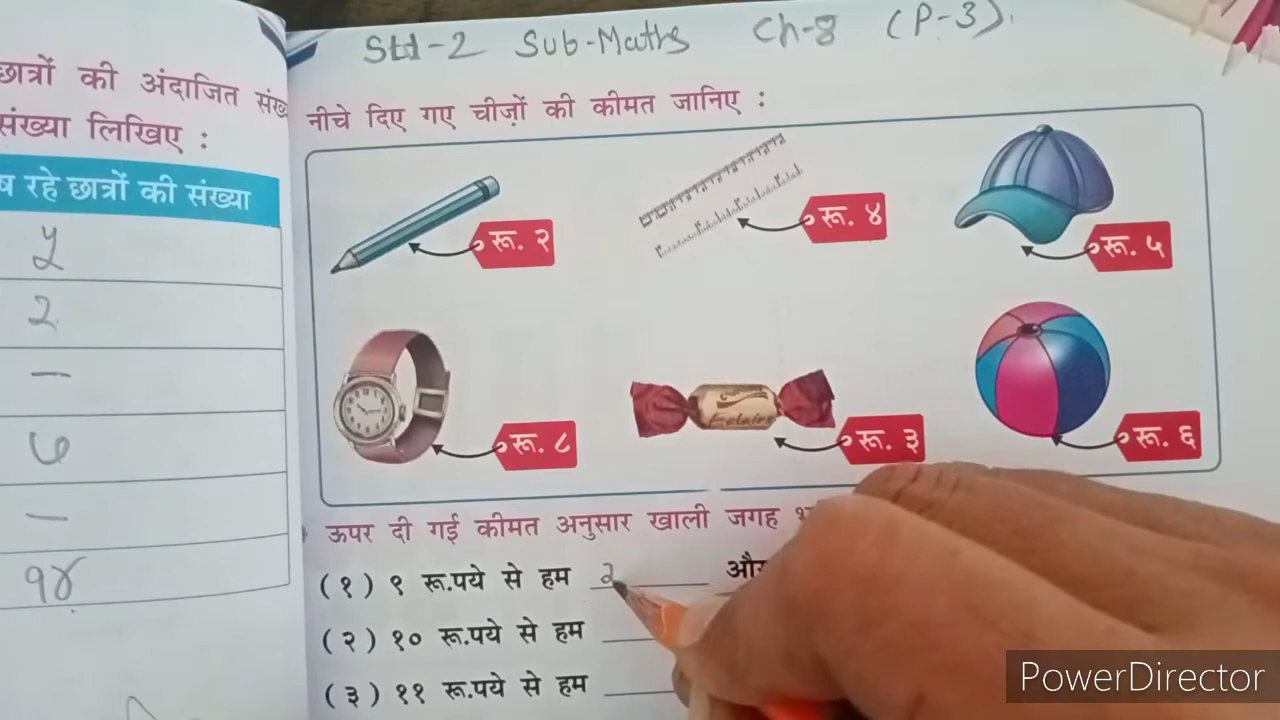 Std-2 Sub-Maths Ch-8 (P-3).
छात्रों की अंदाजित
संख्या लिखिए :
रहे छात्रों की संख्या
५
2
—
७
—
१४
नीचे दिए गए चीज़ों की कीमत जानिए :
रू. २
रू. ४
रू. ५
रू. ८
Eclairs
रू. ३
रू. ६
ऊपर दी गई कीमत अनुसार खाली जगह
(१) ९ रू.पये से हम 2
(२) १० रू.पये से हम
(३) ११ रू.पये से हम
PowerDirector